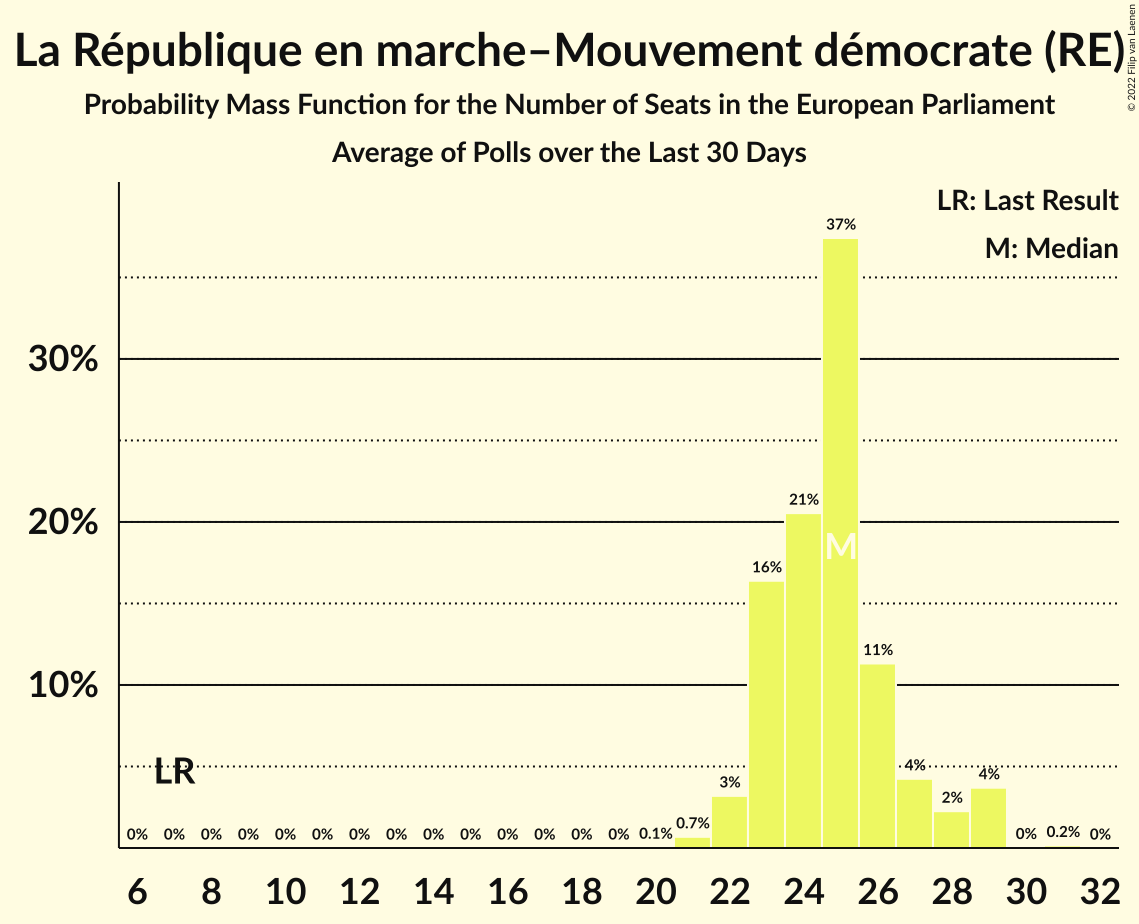 La République en marche–Mouvement démocrate (RE)
© 2022 Filip van Laenen
Probability Mass Function for the Number of Seats in the European Parliament
Average of Polls over the Last 30 Days
LR: Last Result
M: Median
37%
30%
21%
20%
M
16%
11%
10%
LR
4%
4%
3%
2%
0% 0% 0% 0% 0% 0% 0% 0% 0% 0% 0% 0% 0% 0% 0.1% 0.7% 0% 0.2% 0%
6 8 10 12 14 16 18 20 22 24 26 28 30 32